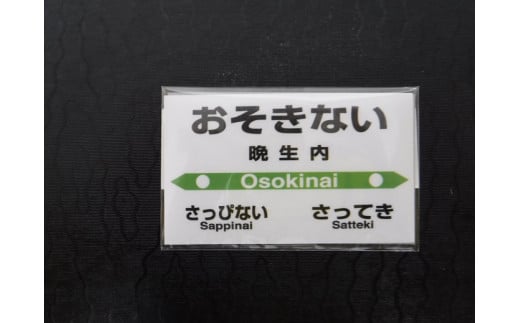 おそきない
晩生内
Osokinai
さっぴない さってき
Sappinai Satteki